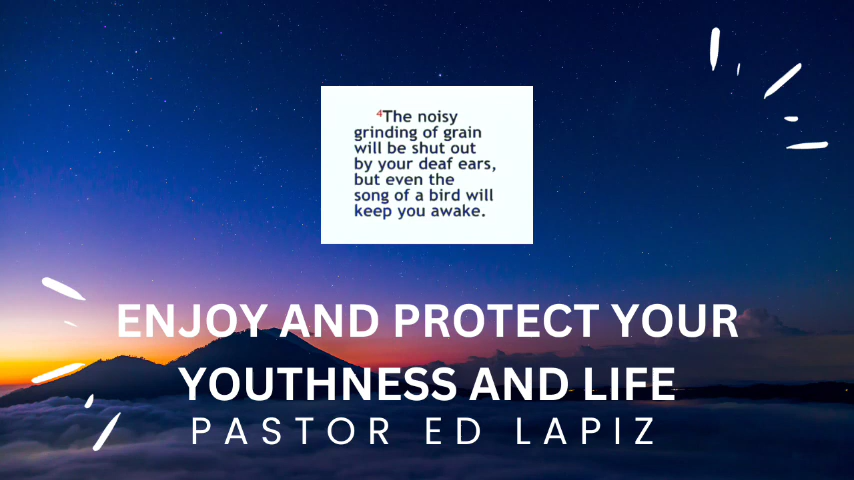 4The noisy
grinding of grain
will be shut out
by your deaf ears,
but even the
song of a bird will
keep you awake.
ENJOY AND PROTECT YOUR
YOUTHNESS AND LIFE
PASTOR ED LAPIZ